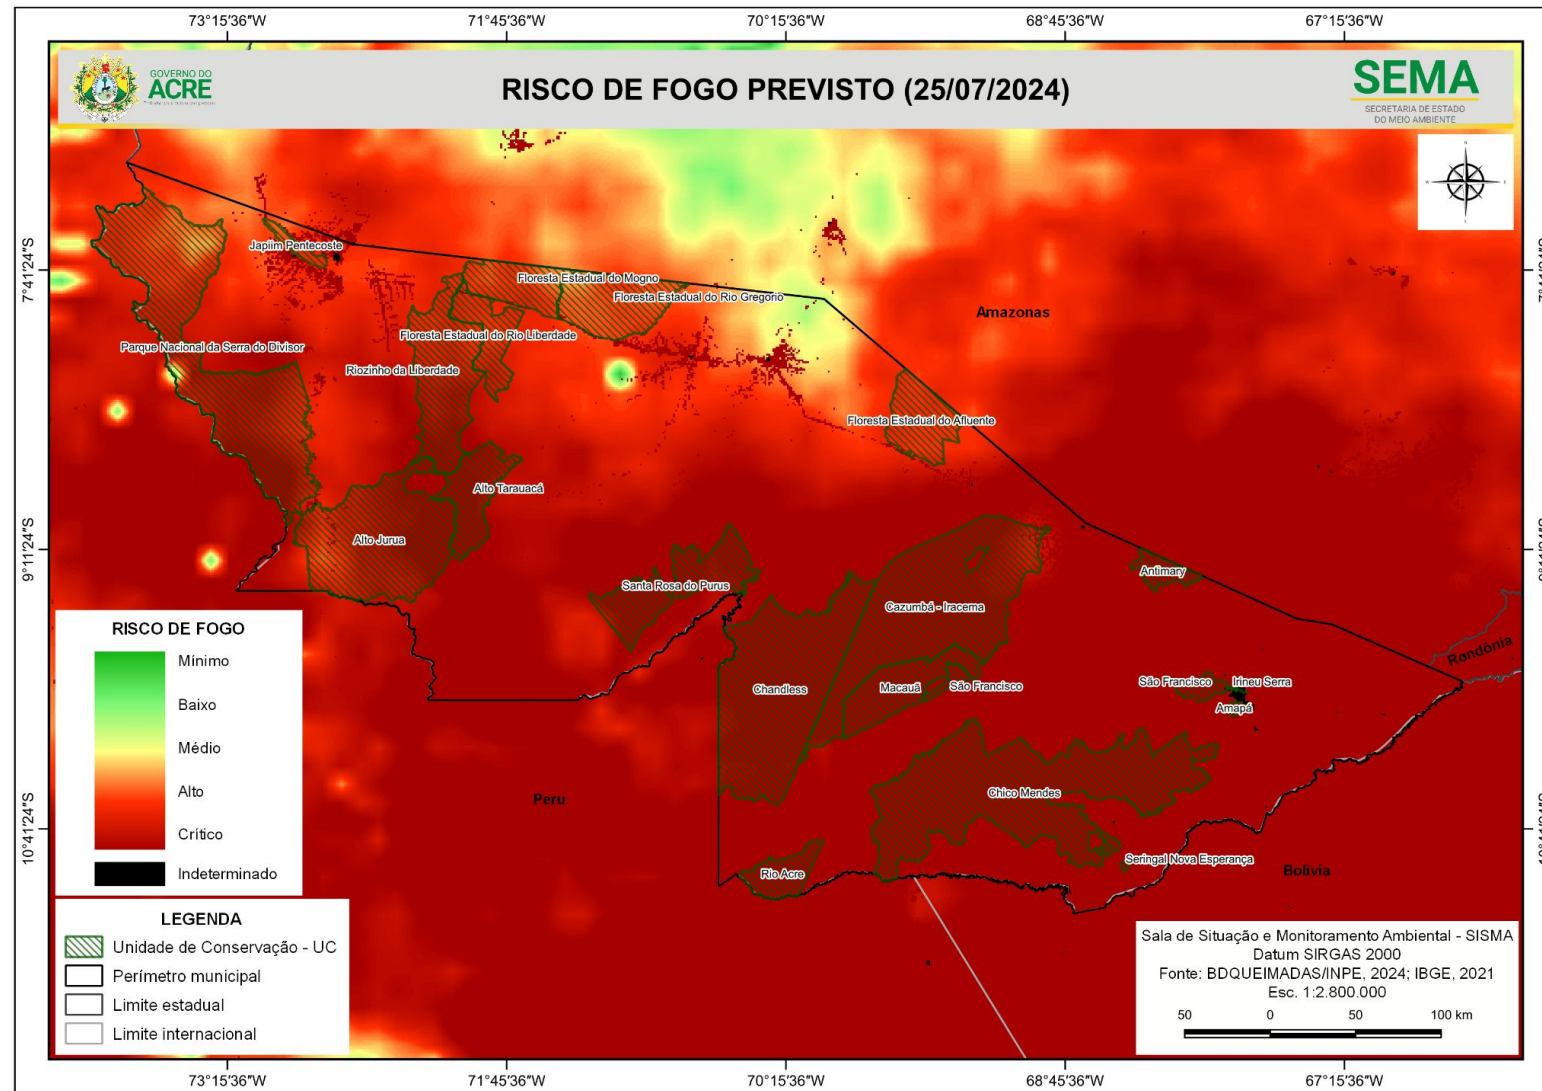 73°15'36"W 71°45'36"W 70°15'36"W 68°45'36"W 67°15'36"W
GOVERNO DO
ACRE
RISCO DE FOGO PREVISTO (25/07/2024)
SEMA
SECRETARIA DE ESTADO
DO MEIO AMBIENTE
7°41'24"S
9°11'24"S
10°41'24"S
Japiim Pentecoste
Floresta Estadual do Mogno
Floresta Estadual do Rio Gregório
Amazonas
Floresta Estadual do Rio Liberdade
Parque Nacional da Serra do Divisor
Riozinho da Liberdade
Floresta Estadual do Afluente
Alto Tarauacá
Alto Jurua
Antimary
Santa Rosa do Purus
Cazumbá - Iracema
Rondônia
Chandless
Macauã
São Francisco
São Francisco
Irineu Serra
Amapá
Peru
Chico Mendes
Seringal Nova Esperança
Rio Acre
Bolivia
RISCO DE FOGO
Mínimo
Baixo
Médio
Alto
Crítico
Indeterminado
LEGENDA
Unidade de Conservação - UC
Perímetro municipal
Limite estadual
Limite internacional
Sala de Situação e Monitoramento Ambiental - SISMA
Datum SIRGAS 2000
Fonte: BDQUEIMADAS/INPE, 2024; IBGE, 2021
Esc. 1:2.800.000
50 0 50 100 km
73°15'36"W 71°45'36"W 70°15'36"W 68°45'36"W 67°15'36"W